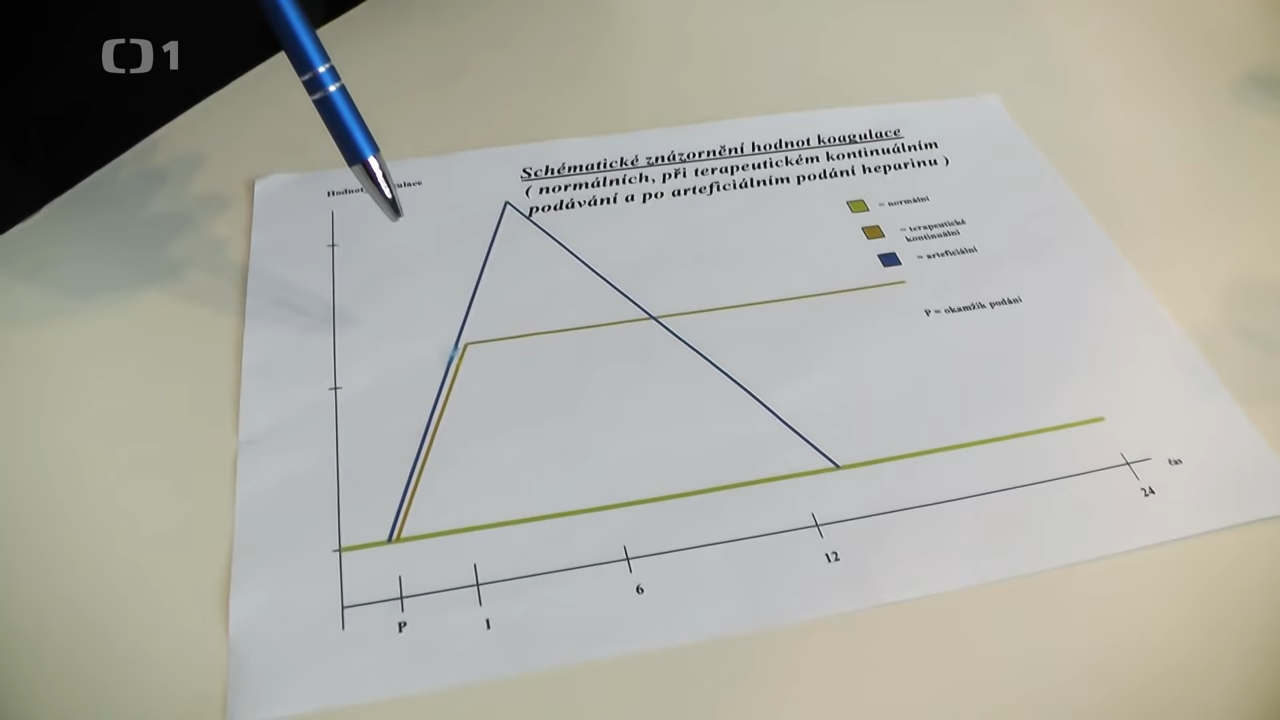 1
Schématické znázornění hodnot koagulace
( normálních, při terapeutickém kontinuálním
podávání a po arteficiálním podání heparinu )
= normální
= terapeutické
kontinuální
= arteficiální
P = okamžik podání
čas
P
1
6
12
24